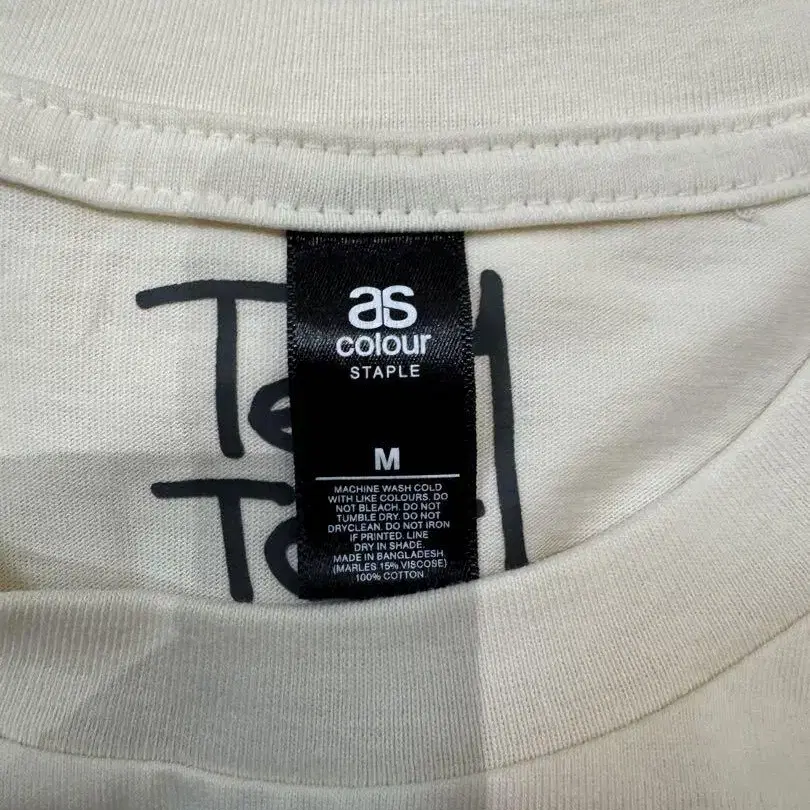 as
colour
STAPLE
M
MACHINE WASH COLD
WITH LIKE COLOURS. DO
NOT BLEACH. DO NOT
TUMBLE DRY. DO NOT
DRYCLEAN. DO NOT IRON
IF PRINTED. LINE
DRY IN SHADE.
MADE IN BANGLADESH
(MARLES 15% VISCOSE)
100% COTTON